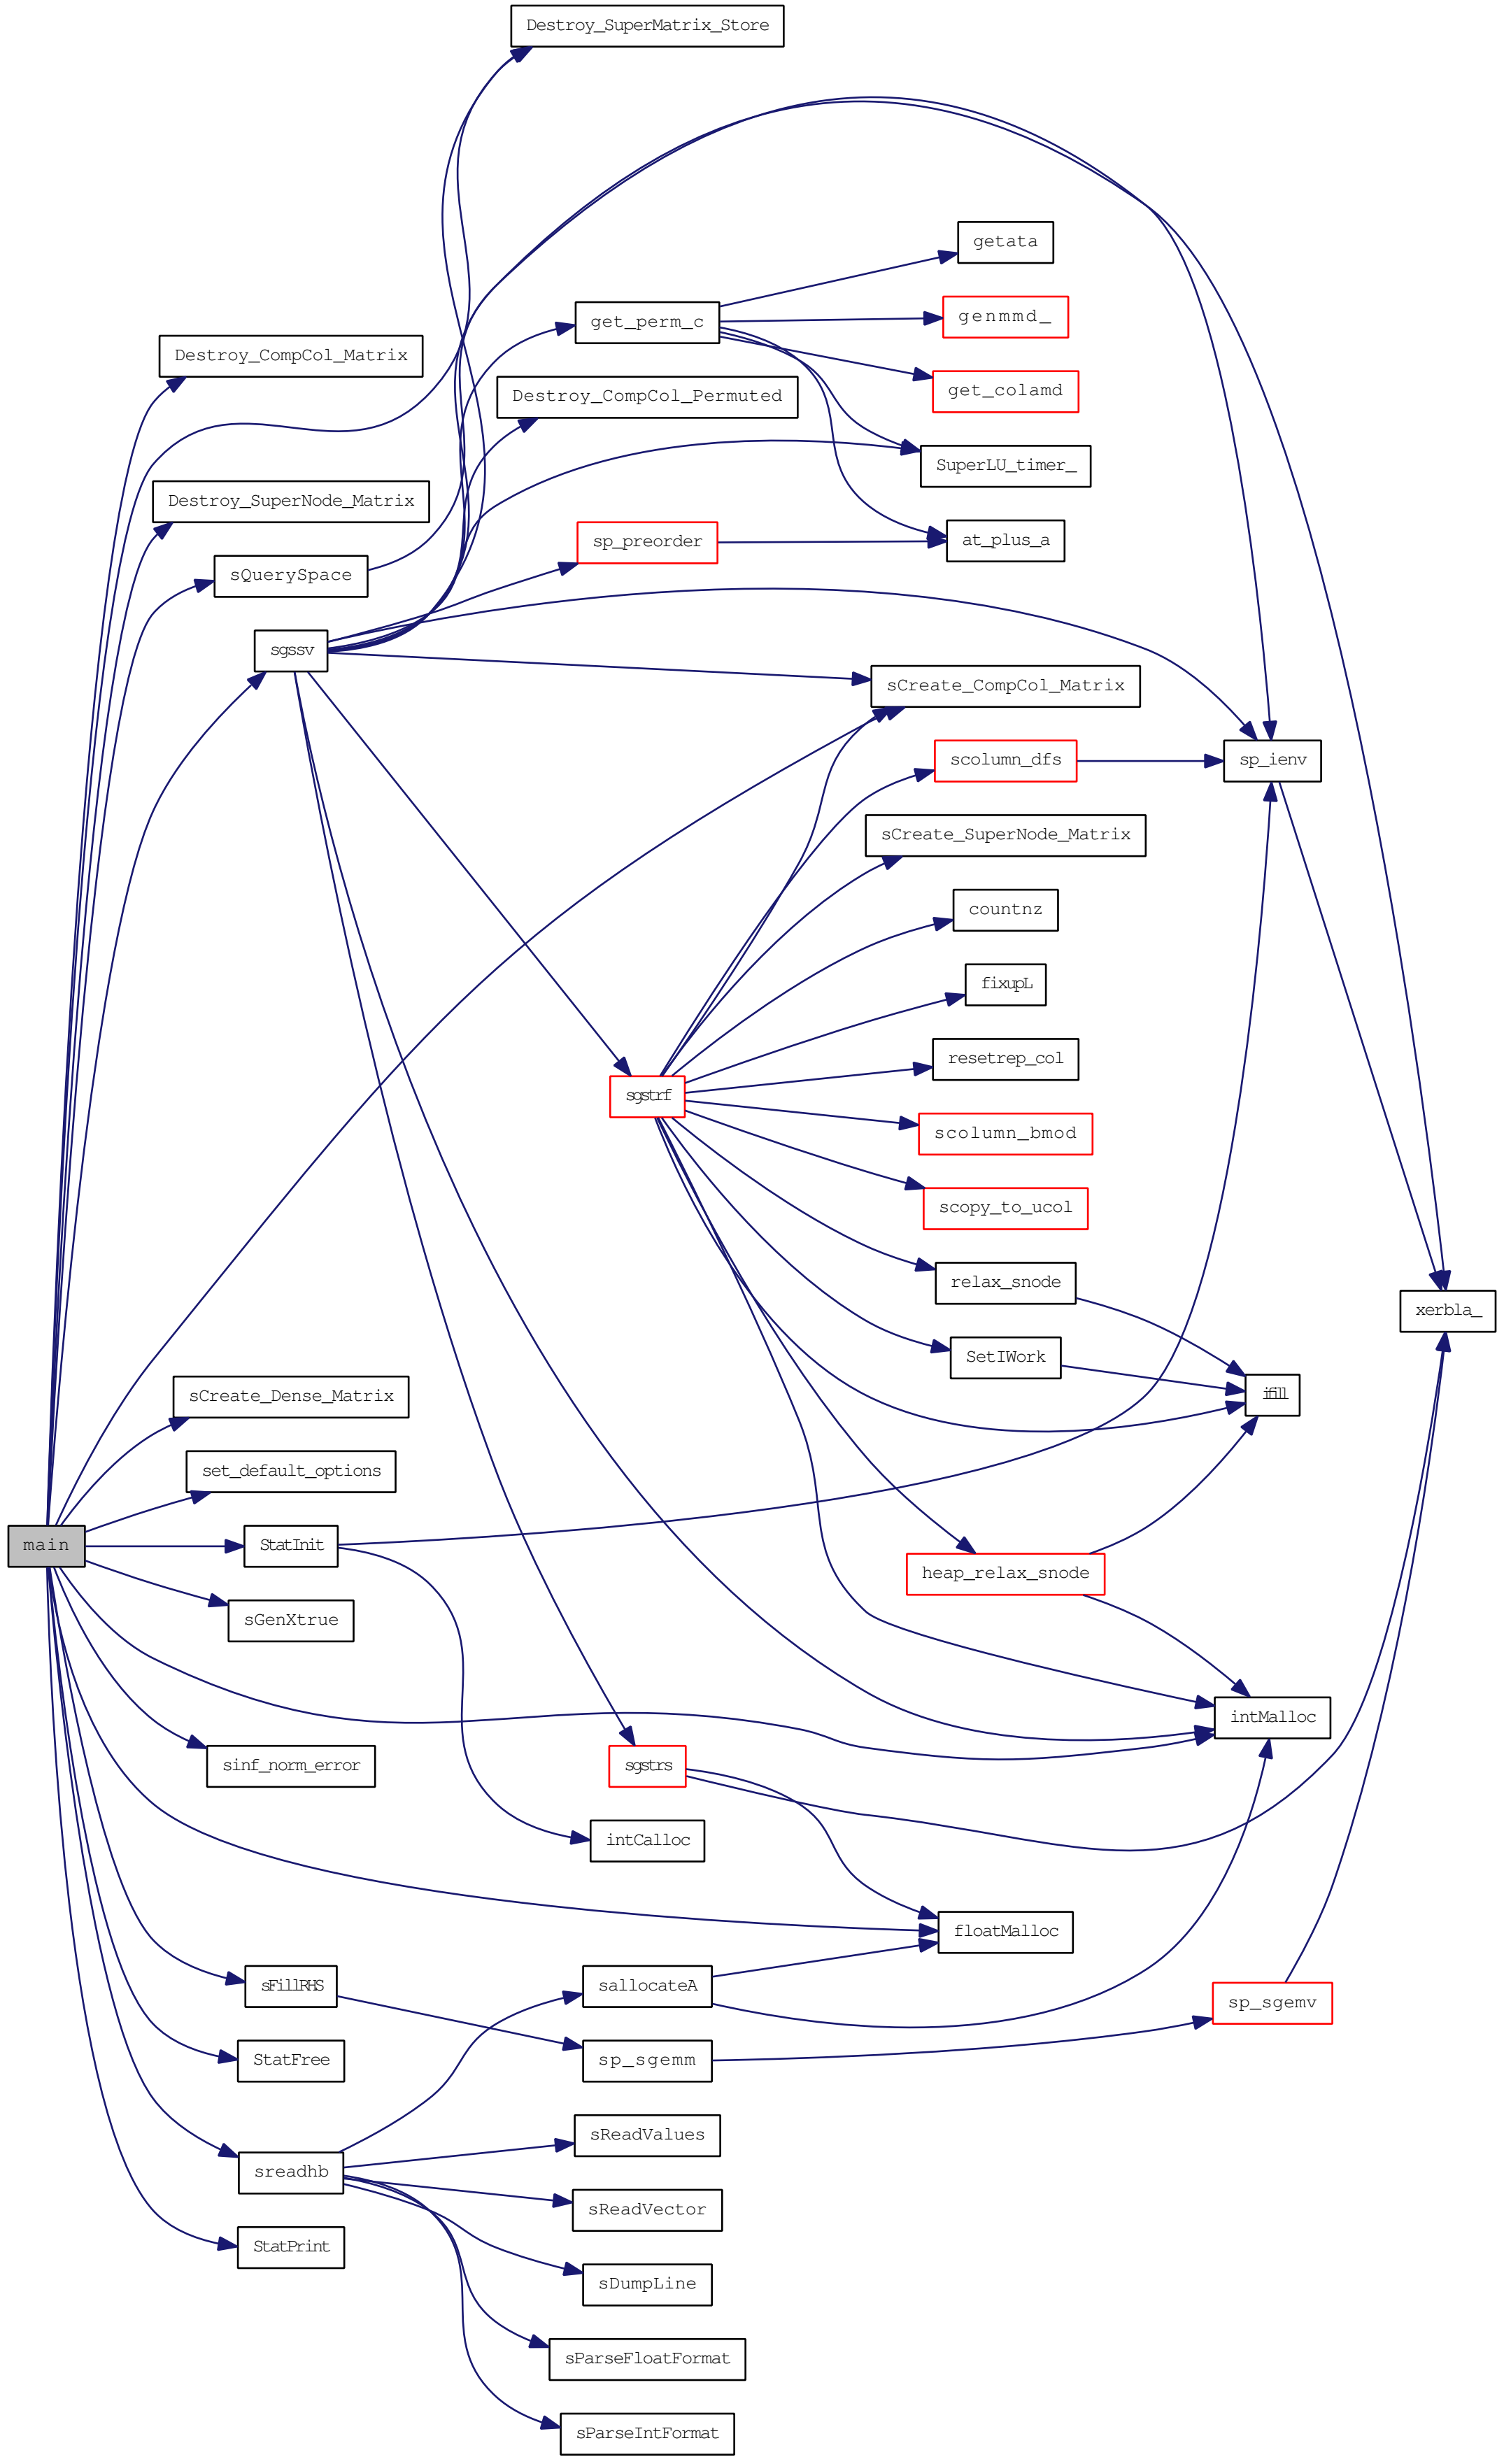 Destroy_SuperMatrix_Store
getata
genmmd_
get_perm_c
Destroy_CompCol_Matrix
get_colamd
Destroy_CompCol_Permuted
SuperLU_timer_
Destroy_SuperNode_Matrix
sp_preorder
at_plus_a
sQuerySpace
sgssv
sCreate_CompCol_Matrix
scolumn_dfs
sp_ienv
sCreate_SuperNode_Matrix
countnz
fixupL
resetrep_col
sgstrf
scolumn_bmod
scopy_to_ucol
relax_snode
xerbla_
SetIWork
sCreate_Dense_Matrix
ifill
set_default_options
main
StatInit
heap_relax_snode
sGenXtrue
intMalloc
sinf_norm_error
sgstrs
intCalloc
floatMalloc
sFillRHS
sallocateA
sp_sgemv
StatFree
sp_sgemm
sReadValues
sreadhb
sReadVector
StatPrint
sDumpLine
sParseFloatFormat
sParseIntFormat